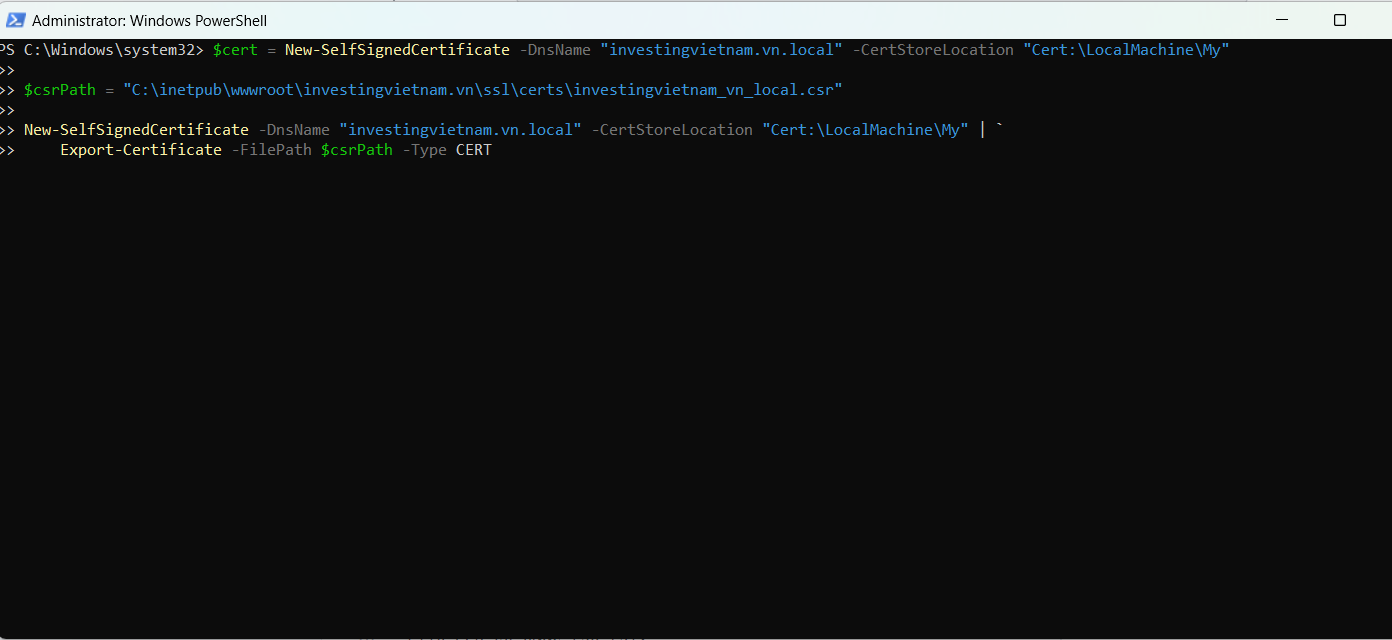 Administrator: Windows PowerShell
PS C:\Windows\system32> $cert = New-SelfSignedCertificate -DnsName "investingvietnam.vn.local" -CertStoreLocation "Cert:\LocalMachine\My"
>>
>> $csrPath = "C:\inetpub\wwwroot\investingvietnam.vn\ssl\certs\investingvietnam_vn_local.csr"
>>
>> New-SelfSignedCertificate -DnsName "investingvietnam.vn.local" -CertStoreLocation "Cert:\LocalMachine\My" | `
>>     Export-Certificate -FilePath $csrPath -Type CERT